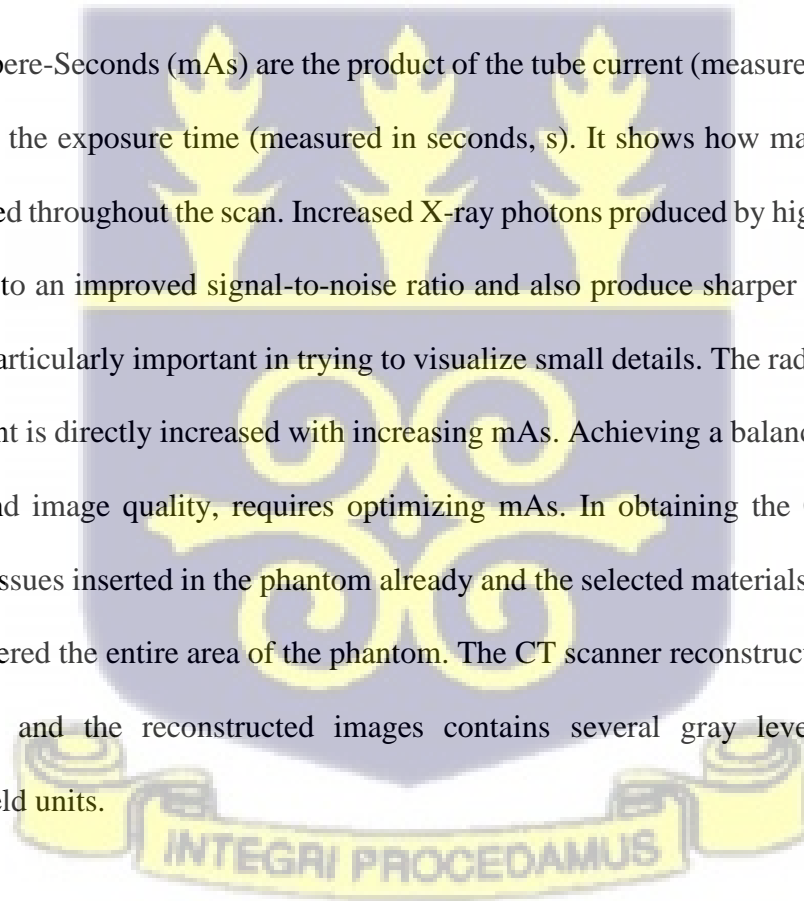 pere-Seconds (mAs) are the product of the tube current (measure
the exposure time (measured in seconds, s). It shows how ma
ed throughout the scan. Increased X-ray photons produced by hig
to an improved signal-to-noise ratio and also produce sharper
articularly important in trying to visualize small details. The rad
nt is directly increased with increasing mAs. Achieving a balanc
nd image quality, requires optimizing mAs. In obtaining the
issues inserted in the phantom already and the selected materials
ered the entire area of the phantom. The CT scanner reconstruct
and the reconstructed images contains several gray leve
eld units.
INTEGRI PROCEDAMUS